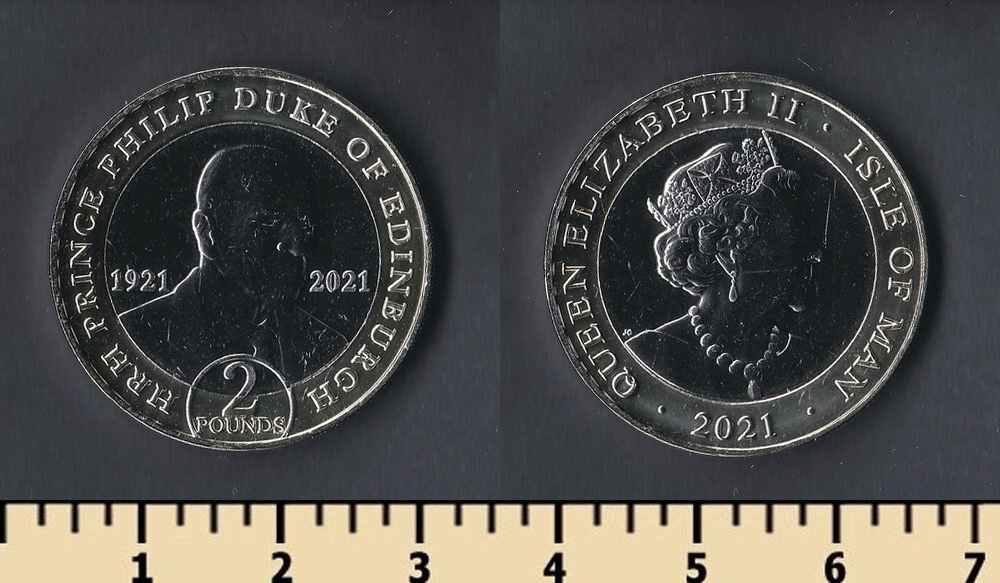 HRH PRINCE PHILIP DUKE OF EDINBURGH
1921 2021
2
POUNDS
QUEEN ELIZABETH II · ISLE OF MAN
· 2021 ·
JC
1 2 3 4 5 6 7